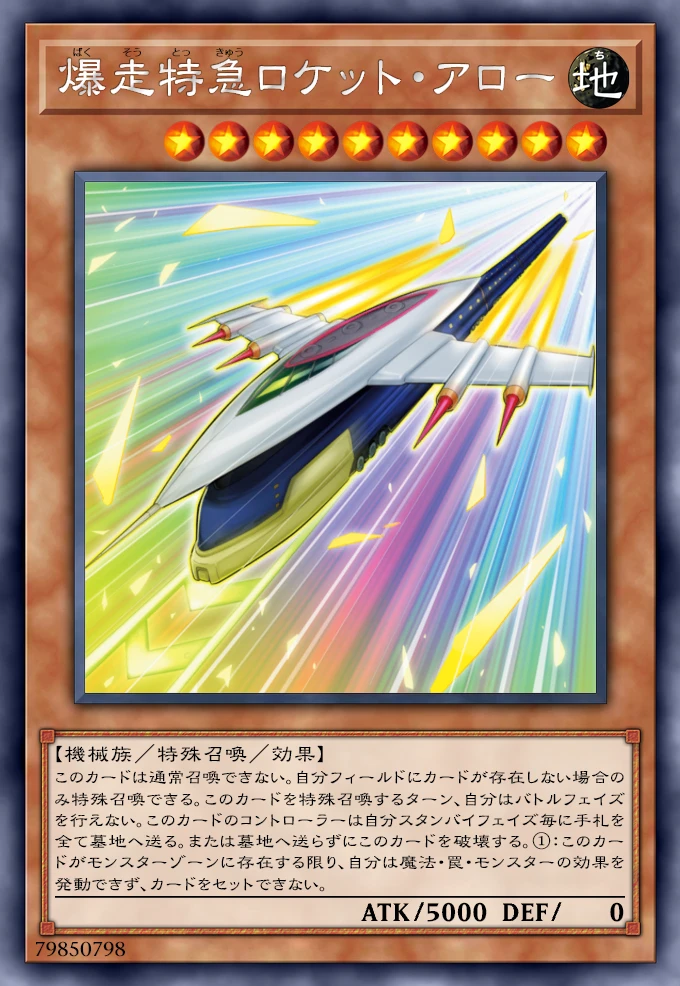 ばく そう とっ きゅう
爆走特急ロケット・アロー
ち
地
【機械族/特殊召喚/効果】
このカードは通常召喚できない。自分フィールドにカードが存在しない場合の
み特殊召喚できる。このカードを特殊召喚するターン、自分はバトルフェイズ
を行えない。このカードのコントローラーは自分スタンバイフェイズ毎に手札を
全て墓地へ送る。または墓地へ送らずにこのカードを破壊する。①:このカー
ドがモンスターゾーンに存在する限り、自分は魔法・罠・モンスターの効果を
発動できず、カードをセットできない。
ATK/5000 DEF/ 0
79850798